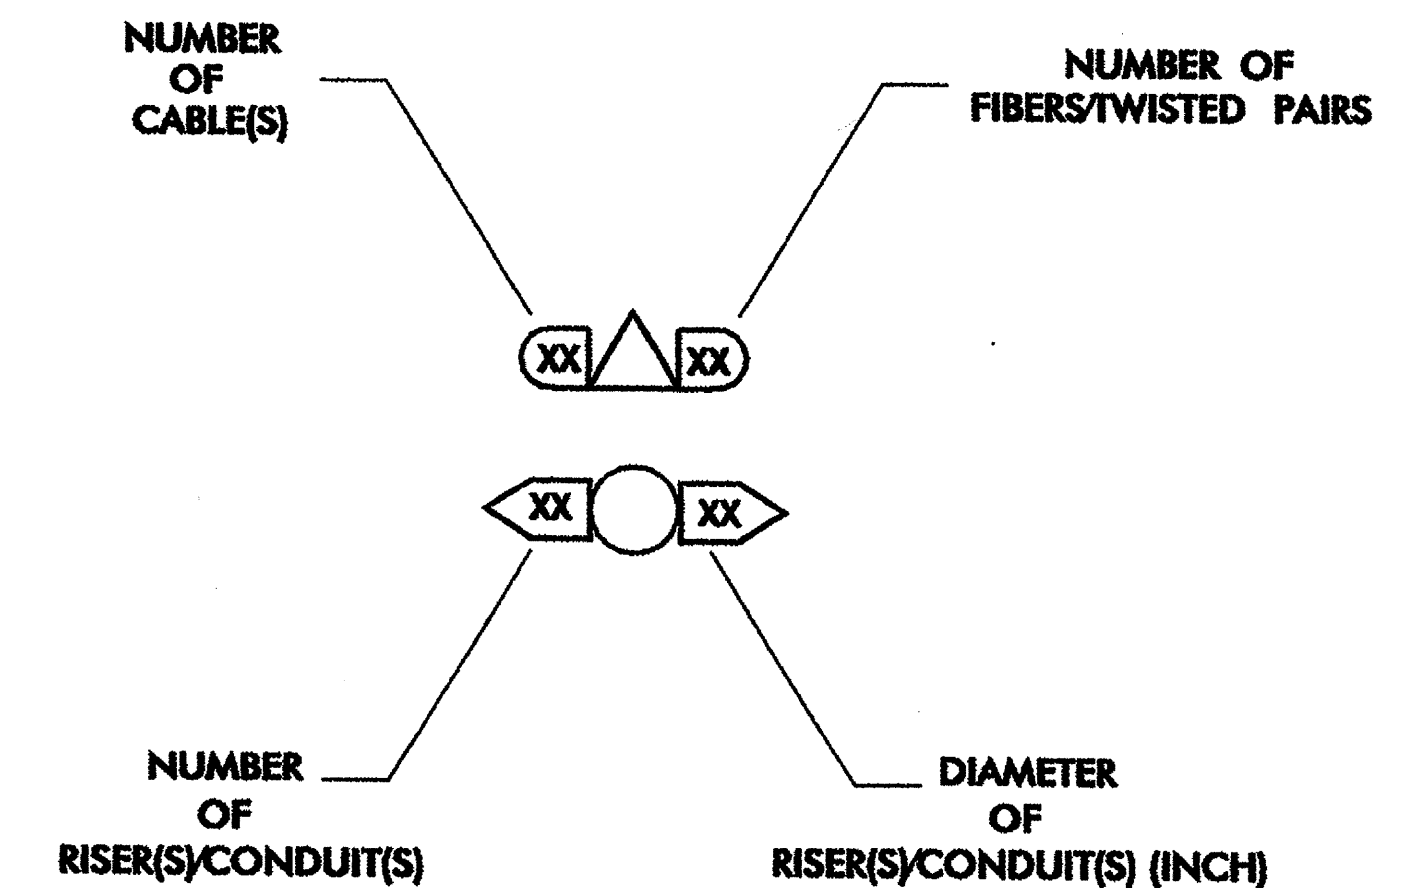 NUMBER
OF
CABLE(S)
NUMBER OF
FIBERS/TWISTED PAIRS
XX
XX
XX
XX
NUMBER
OF
RISER(S)/CONDUIT(S)
DIAMETER
OF
RISER(S)/CONDUIT(S) (INCH)